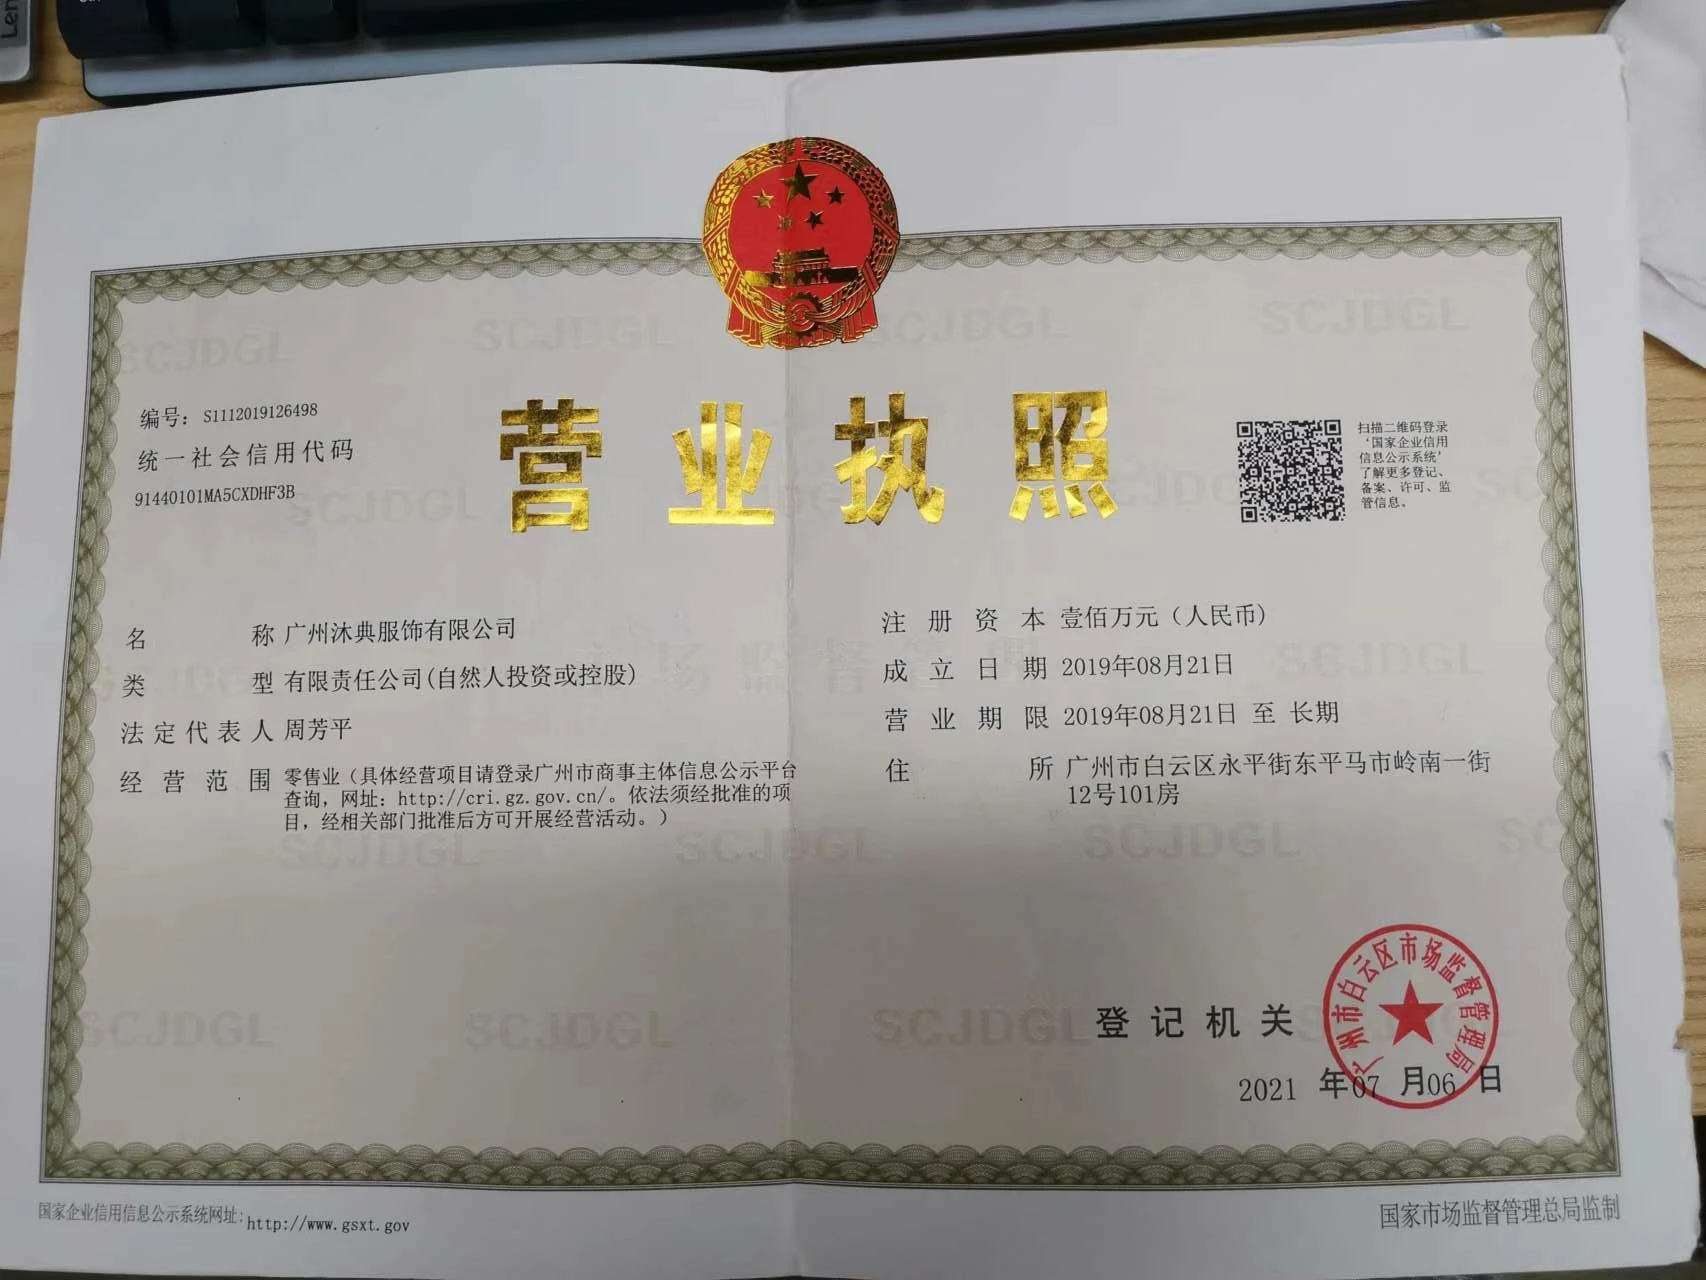 编号：S1112019126498
统一社会信用代码
91440101MA5CXDHF3B
营业执照
扫描二维码登录
‘国家企业信用
信息公示系统’
了解更多登记、
备案、许可、监
管信息。
名称 广州沐典服饰有限公司
类型 有限责任公司(自然人投资或控股)
法定代表人 周芳平
经营范围 零售业（具体经营项目请登录广州市商事主体信息公示平台
查询，网址：http://cri.gz.gov.cn/。依法须经批准的项
目，经相关部门批准后方可开展经营活动。）
注册资本 壹佰万元（人民币）
成立日期 2019年08月21日
营业期限 2019年08月21日 至 长期
住所 广州市白云区永平街东平马市岭南一街
12号101房
登记机关
广州市白云区市场监督管理局
2021 年07 月06 日
国家企业信用信息公示系统网址:http://www.gsxt.gov
国家市场监督管理总局监制
SCJDGL